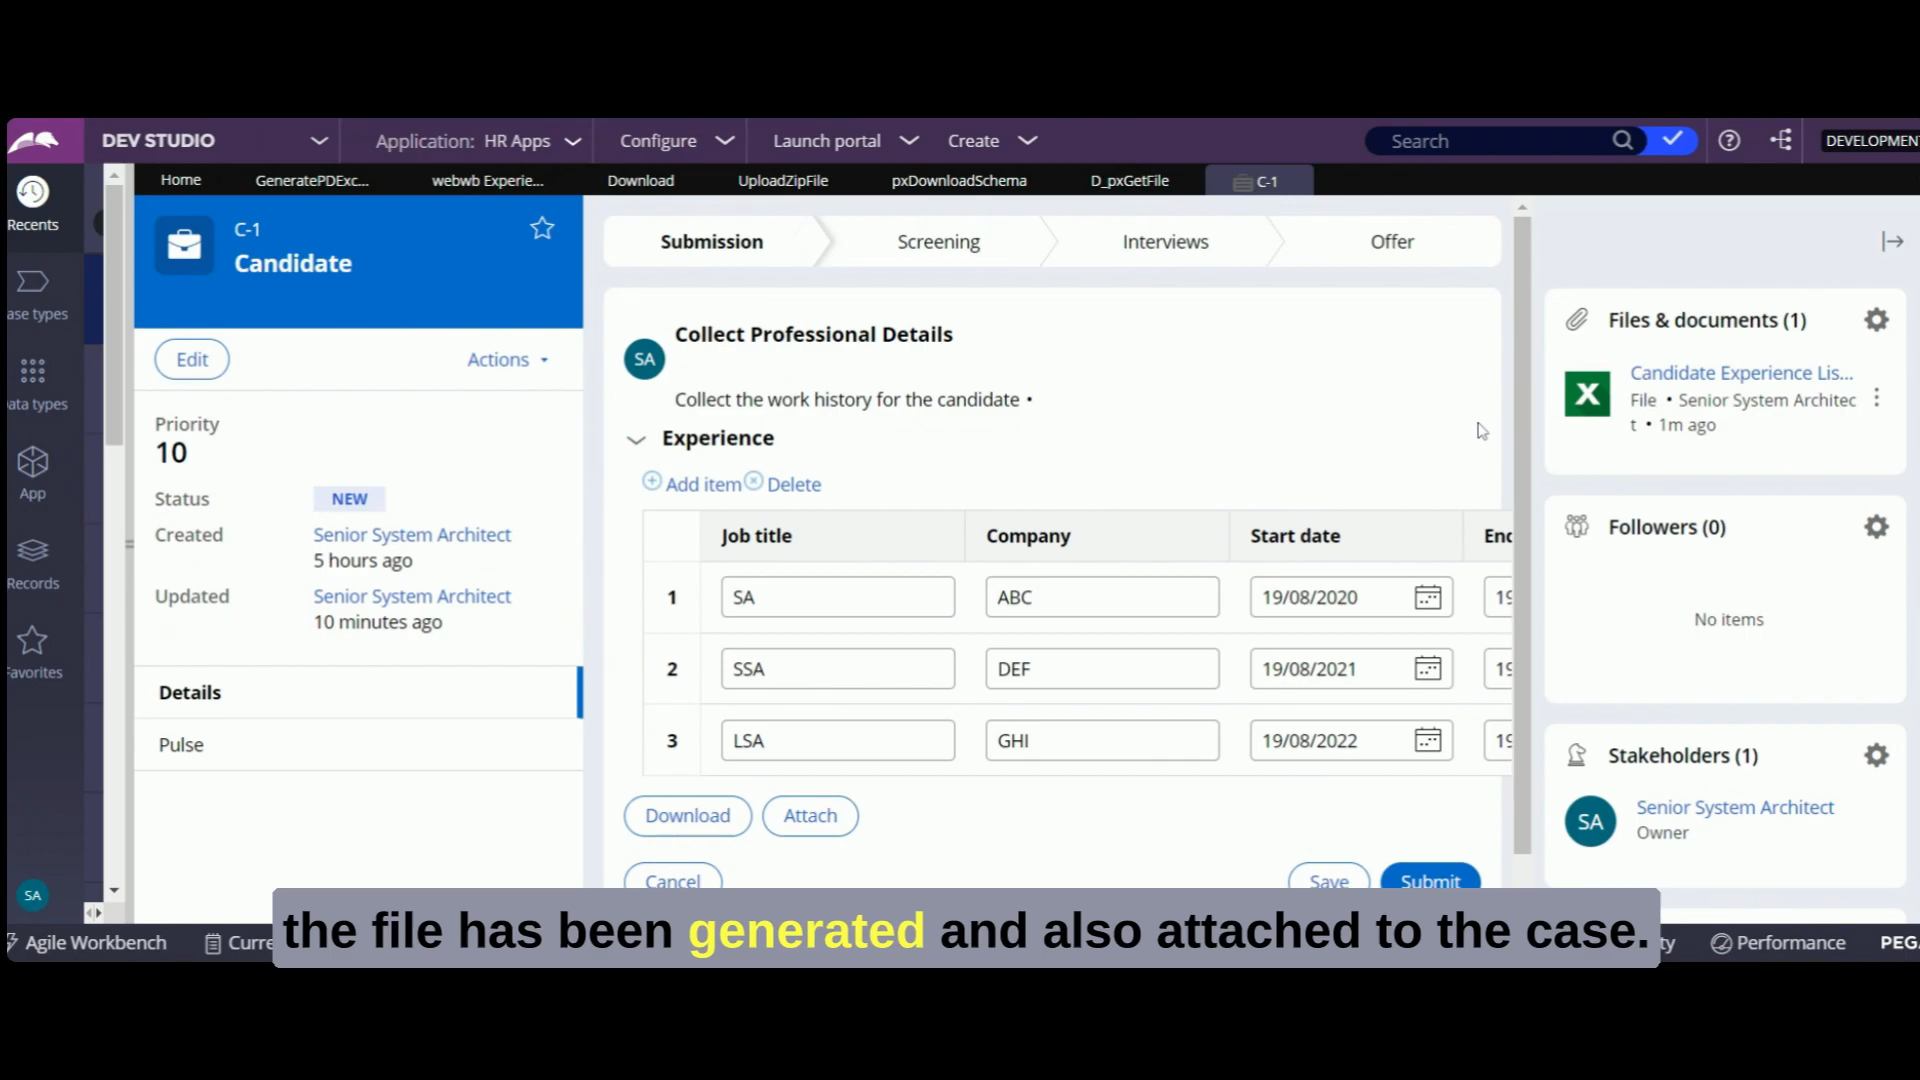 DEV STUDIO
Application: HR Apps
Configure
Launch portal
Create
Search
DEVELOPMENT
Home
GeneratePDExc...
webwb Experie...
Download
UploadZipFile
pxDownloadSchema
D_pxGetFile
C-1
Recents
ase types
ata types
App
Records
Favorites
SA
C-1
Candidate
Edit
Actions
Priority
10
Status NEW
Created Senior System Architect
5 hours ago
Updated Senior System Architect
10 minutes ago
Details
Pulse
Submission
Screening
Interviews
Offer
SA
Collect Professional Details
Collect the work history for the candidate •
Experience
Add item Delete
Job title Company Start date
1 SA ABC 19/08/2020 19
2 SSA DEF 19/08/2021 19
3 LSA GHI 19/08/2022 19
Download
Attach
Cancel
Save
Submit
Files & documents (1)
Candidate Experience Lis...
File • Senior System Architec
t • 1m ago
Followers (0)
No items
Stakeholders (1)
SA
Senior System Architect
Owner
Agile Workbench
Performance
the file has been generated and also attached to the case.